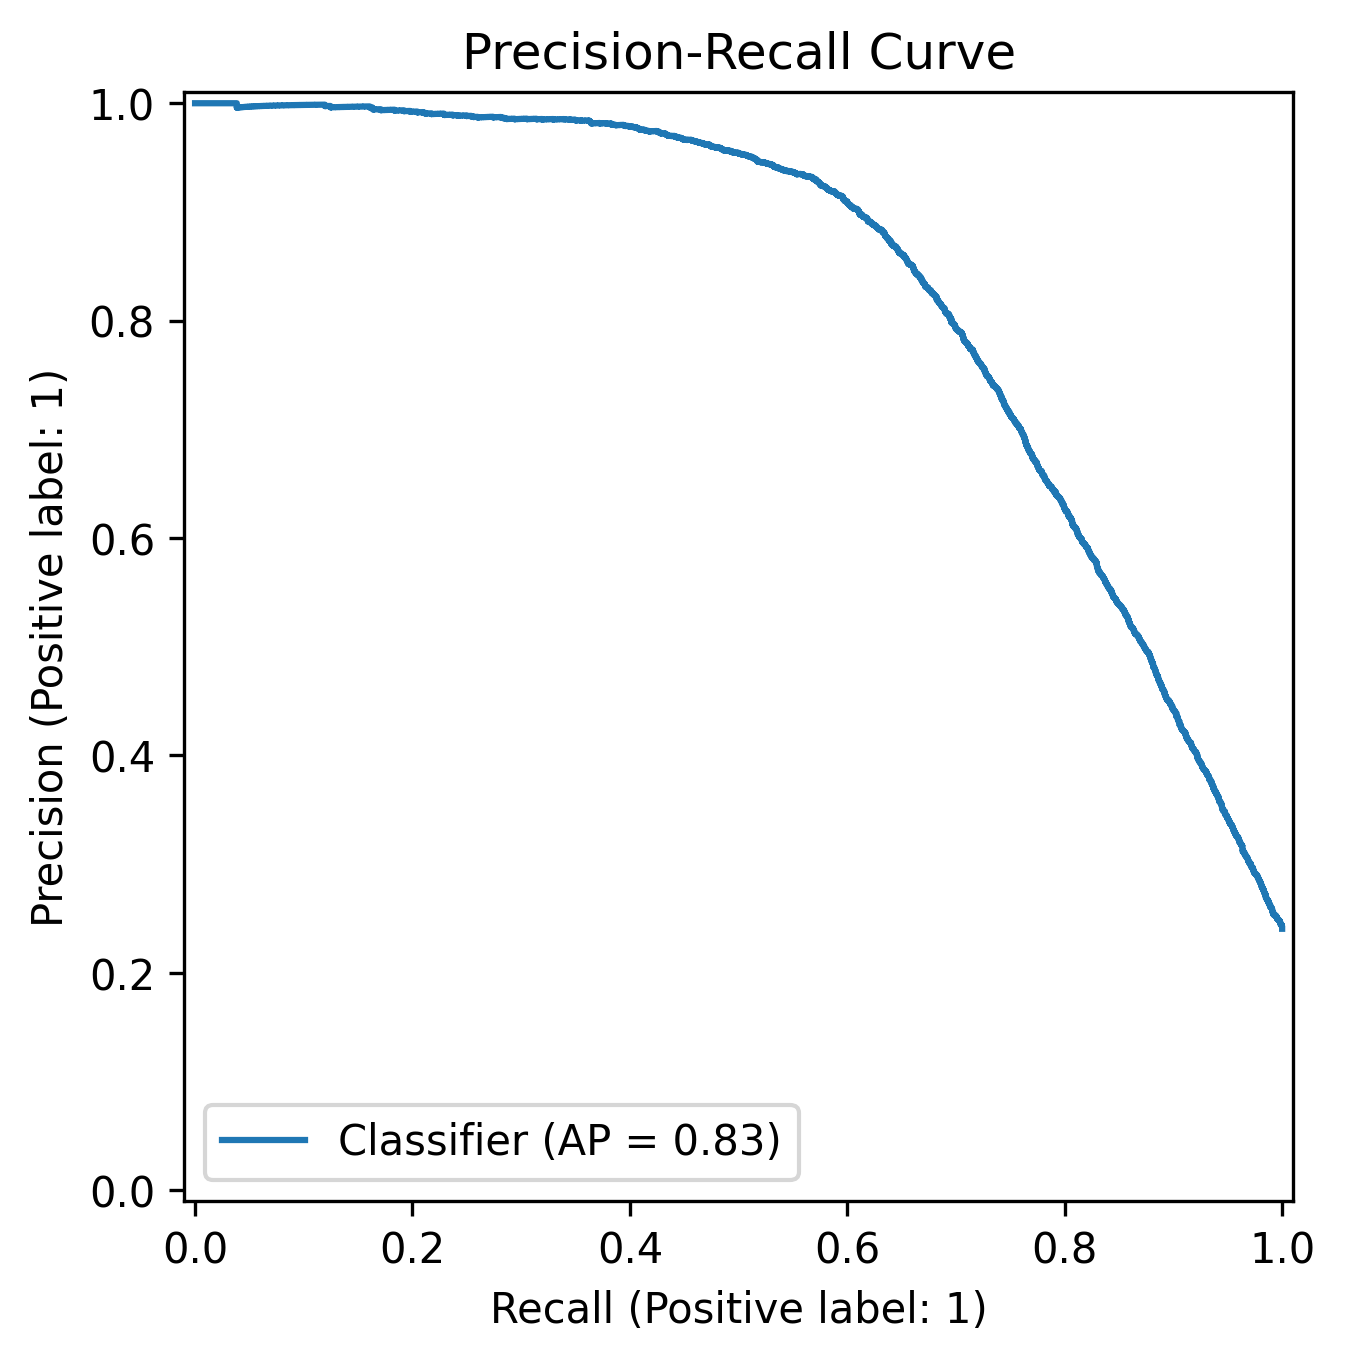 Precision-Recall Curve
1.0
0.8
0.6
0.4
0.2
0.0
Precision (Positive label: 1)
Classifier (AP = 0.83)
0.0 0.2 0.4 0.6 0.8 1.0
Recall (Positive label: 1)